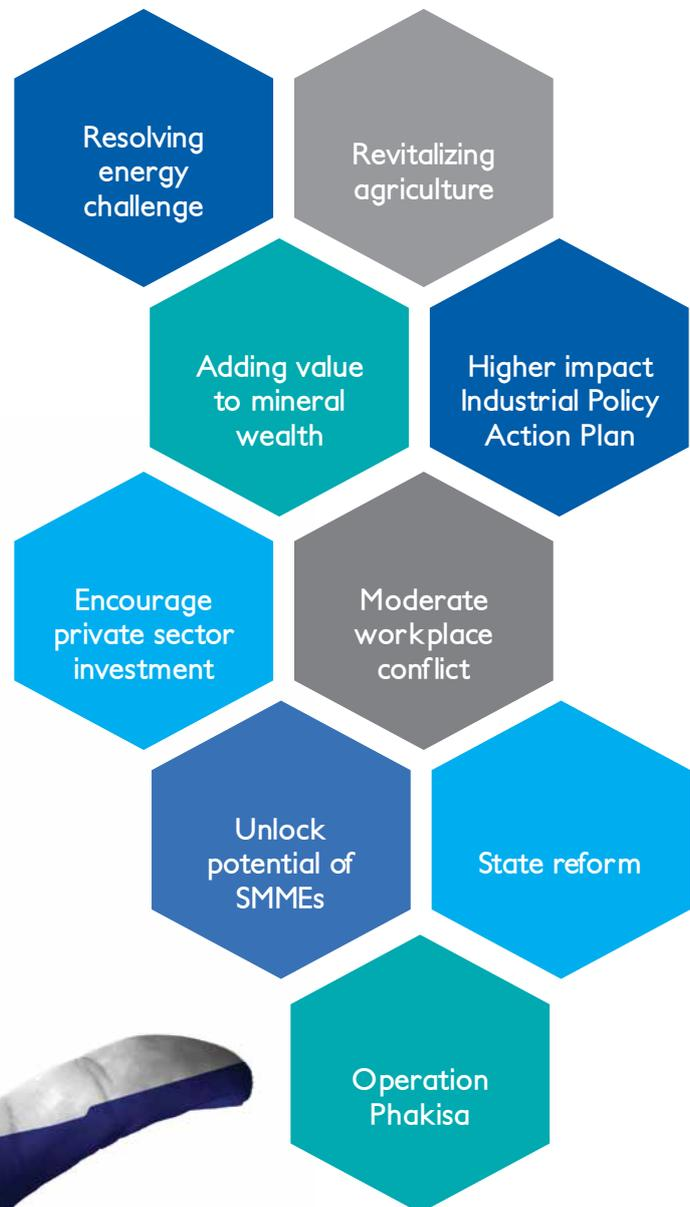 Resolving
energy
challenge
Revitalizing
agriculture
Adding value
to mineral
wealth
Higher impact
Industrial Policy
Action Plan
Encourage
private sector
investment
Moderate
workplace
conflict
Unlock
potential of
SMMEs
State reform
Operation
Phakisa